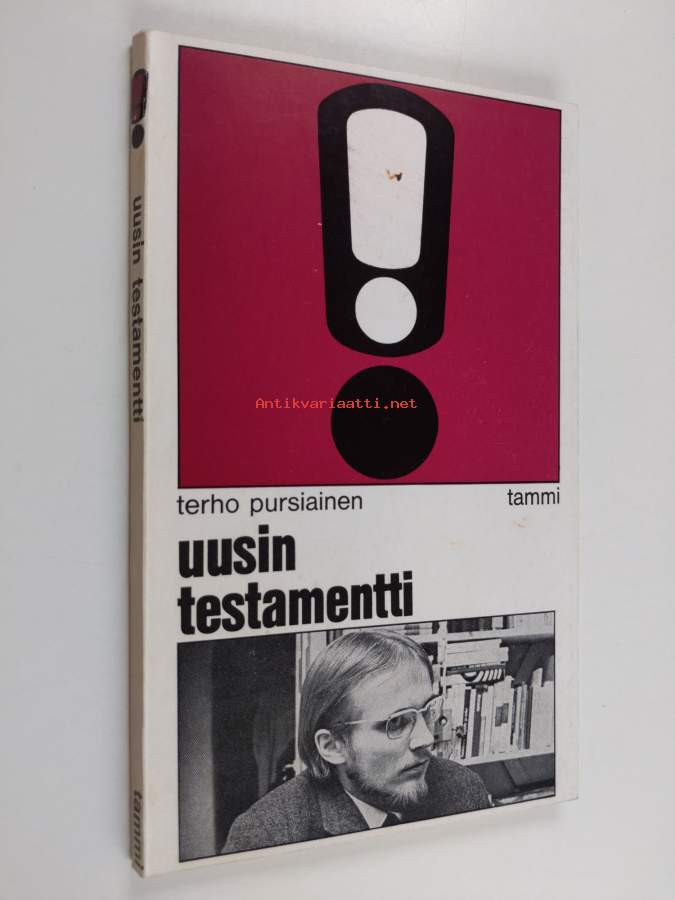 uusin testamentti
tammi
Antikvariaatti.net
terho pursiainen
tammi
uusin
testamentti